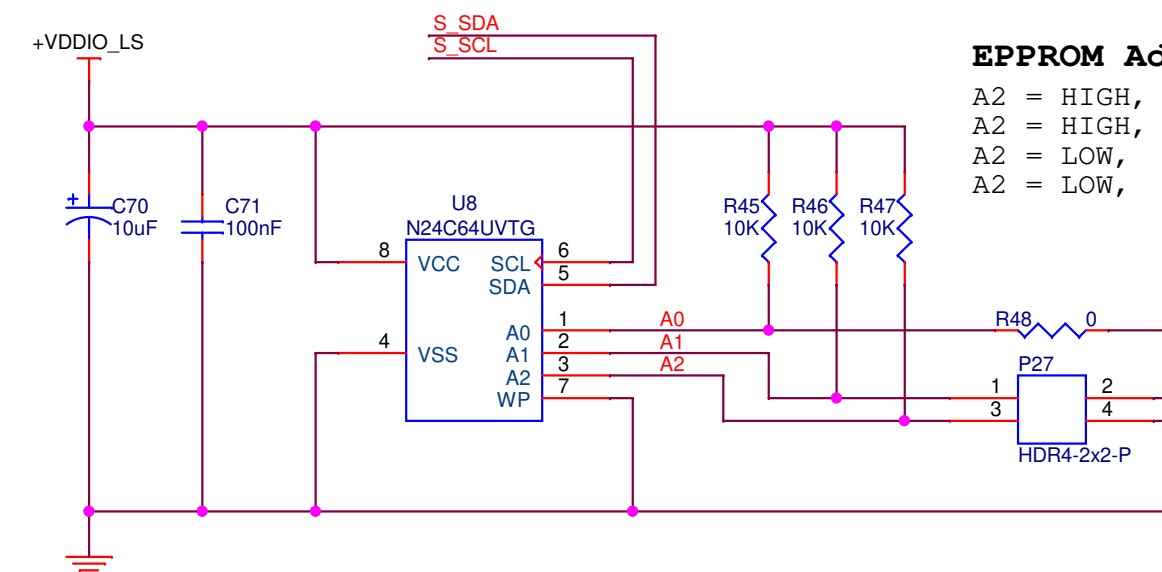 S_SDA
S_SCL
+VDDIO_LS
EPPROM Ad
A2 = HIGH,
A2 = HIGH,
A2 = LOW,
A2 = LOW,
+
C70
10uF
C71
100nF
U8
N24C64UVTG
R45
10K
R46
10K
R47
10K
8 VCC SCL 6
SDA 5
A0 1 A0
4 VSS A1 2 A1
A2 3 A2
WP 7
R48 0
P27
1 2
3 4
HDR4-2x2-P